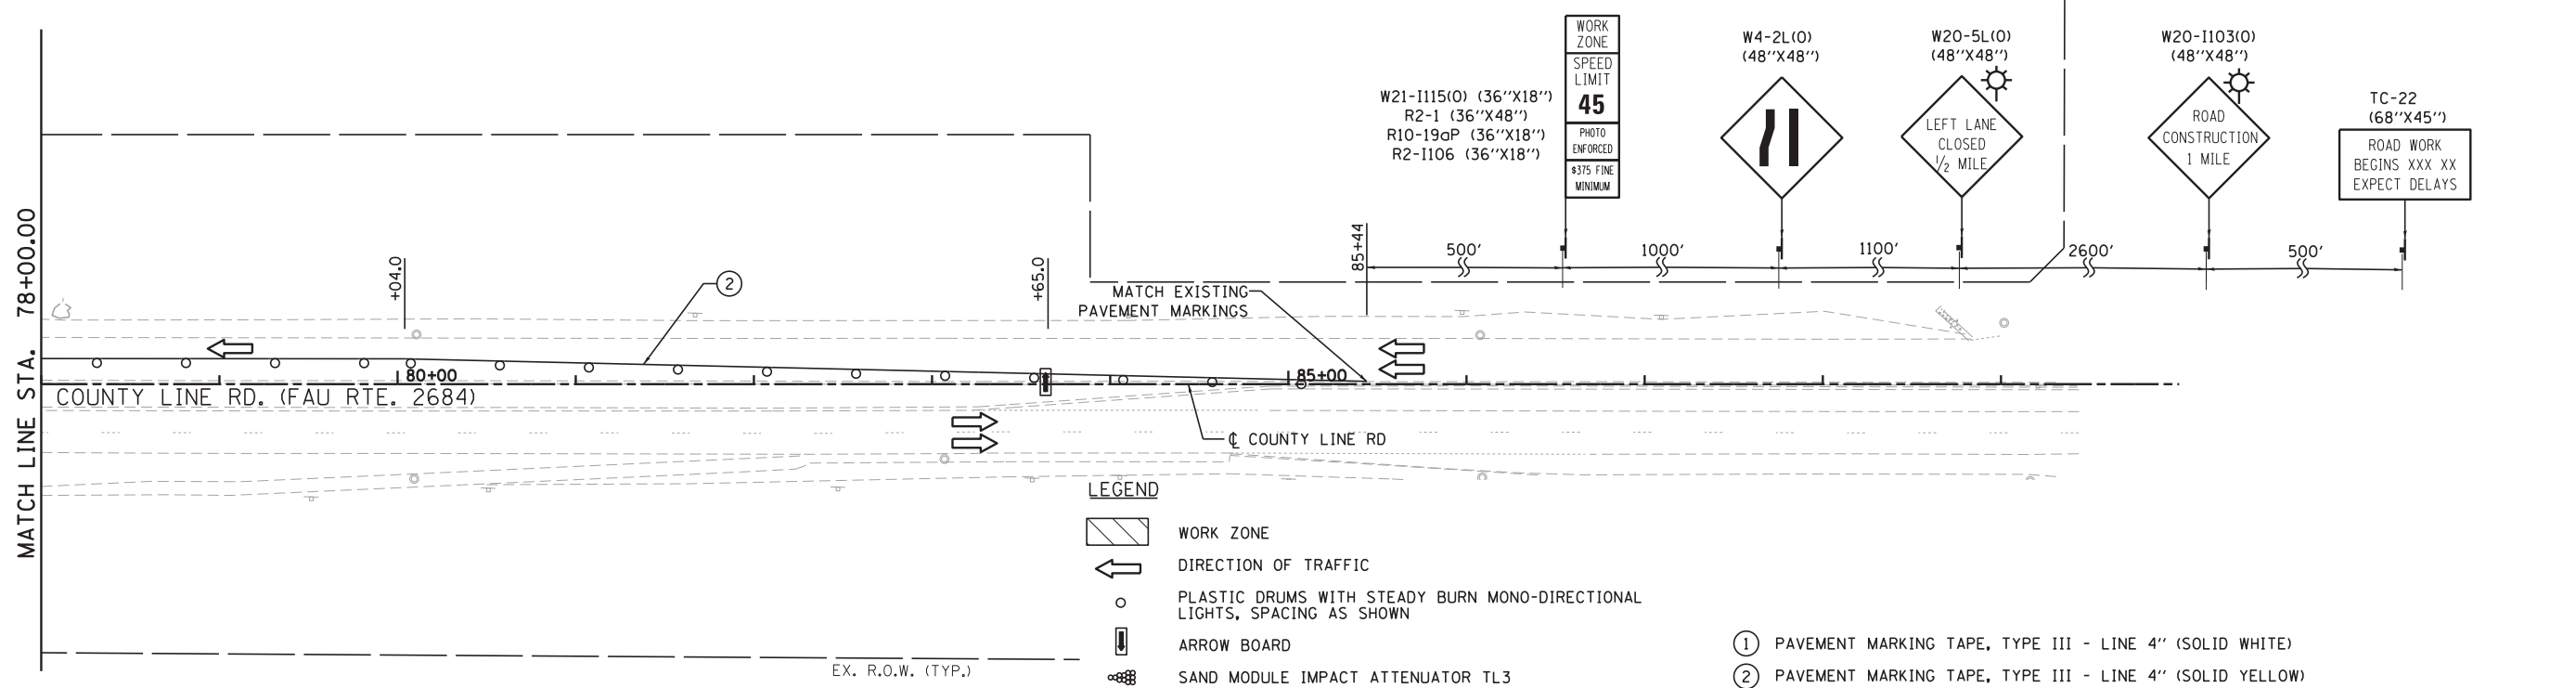 WORK
ZONE
SPEED
LIMIT
45
PHOTO
ENFORCED
$375 FINE
MINIMUM
W21-I115(O) (36''X18'')
R2-1 (36''X48'')
R10-19aP (36''X18'')
R2-I106 (36''X18'')
W4-2L(O)
(48''X48'')
W20-5L(O)
(48''X48'')
LEFT LANE
CLOSED
1/2 MILE
W20-I103(O)
(48''X48'')
ROAD
CONSTRUCTION
1 MILE
TC-22
(68''X45'')
ROAD WORK
BEGINS XXX XX
EXPECT DELAYS
MATCH LINE STA. 78+00.00
+04.0
2
+65.0
85+44
500'
1000'
1100'
2600'
500'
MATCH EXISTING
PAVEMENT MARKINGS
80+00
85+00
COUNTY LINE RD. (FAU RTE. 2684)
℄ COUNTY LINE RD
LEGEND
WORK ZONE
DIRECTION OF TRAFFIC
PLASTIC DRUMS WITH STEADY BURN MONO-DIRECTIONAL
LIGHTS, SPACING AS SHOWN
ARROW BOARD
SAND MODULE IMPACT ATTENUATOR TL3
1 PAVEMENT MARKING TAPE, TYPE III - LINE 4'' (SOLID WHITE)
2 PAVEMENT MARKING TAPE, TYPE III - LINE 4'' (SOLID YELLOW)
EX. R.O.W. (TYP.)